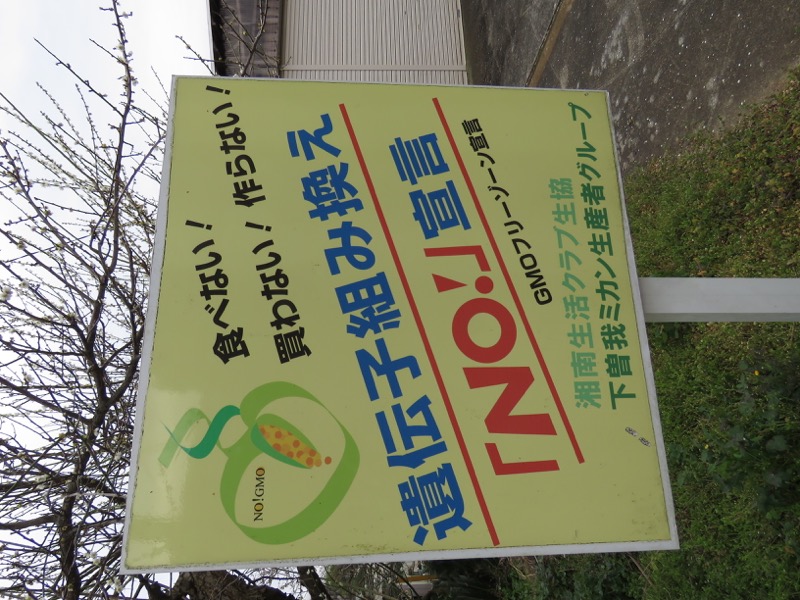 食べない！
買わない！作らない！
NO!GMO
遺伝子組み換え
「NO!」宣言
GMOフリーゾーン宣言
湘南生活クラブ生協
下曽我ミカン生産者グループ